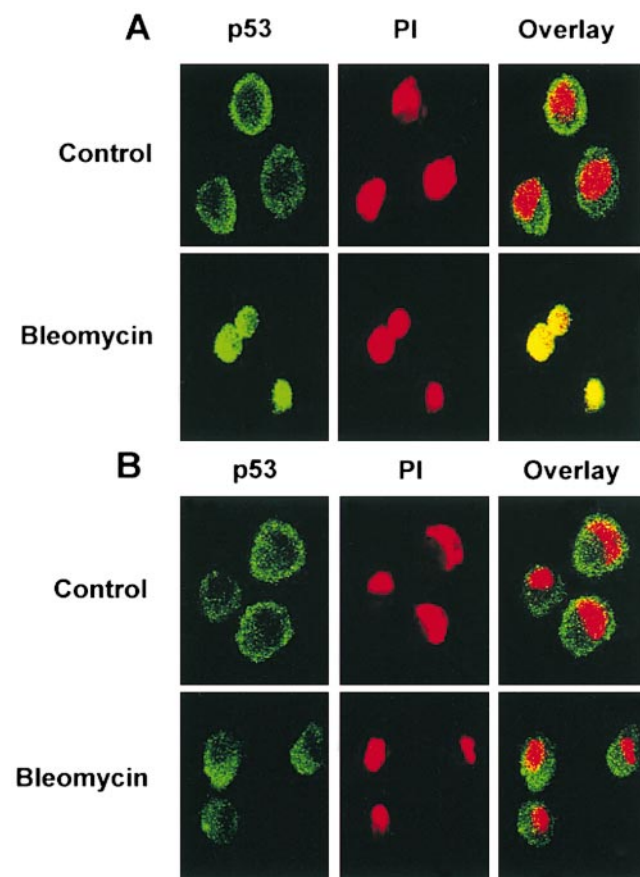 A
p53 PI Overlay
Control
Bleomycin
B
p53 PI Overlay
Control
Bleomycin